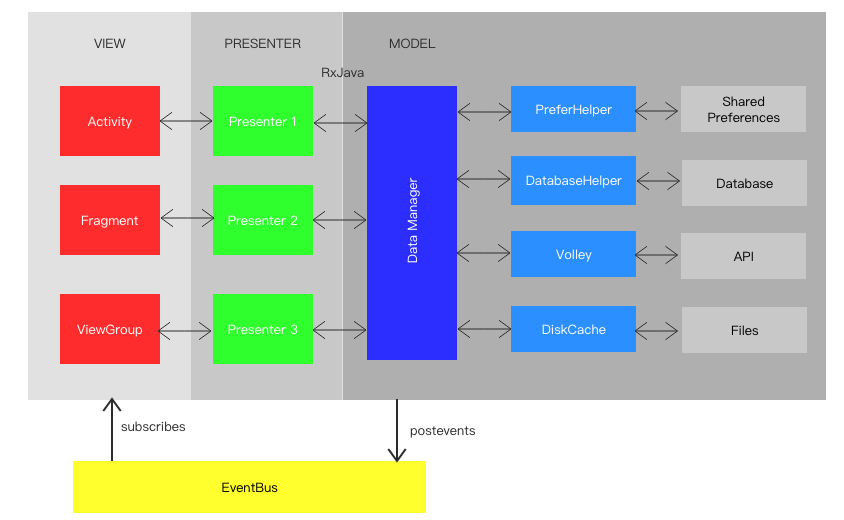 VIEW
PRESENTER
MODEL
RxJava
Activity
Presenter 1
PreferHelper
Shared
Preferences
Data Manager
DatabaseHelper
Database
Fragment
Presenter 2
Volley
API
ViewGroup
Presenter 3
DiskCache
Files
subscribes
postevents
EventBus